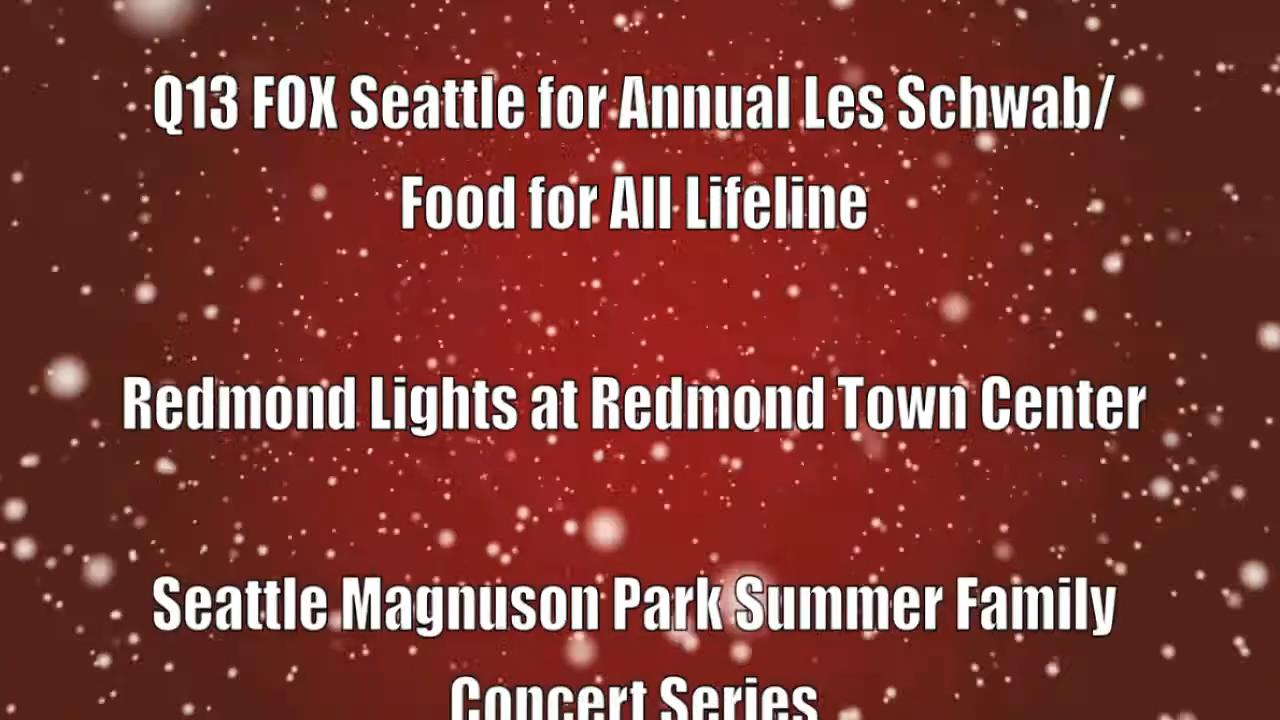 Q13 FOX Seattle for Annual Les Schwab/
Food for All Lifeline
Redmond Lights at Redmond Town Center
Seattle Magnuson Park Summer Family
Concert Series